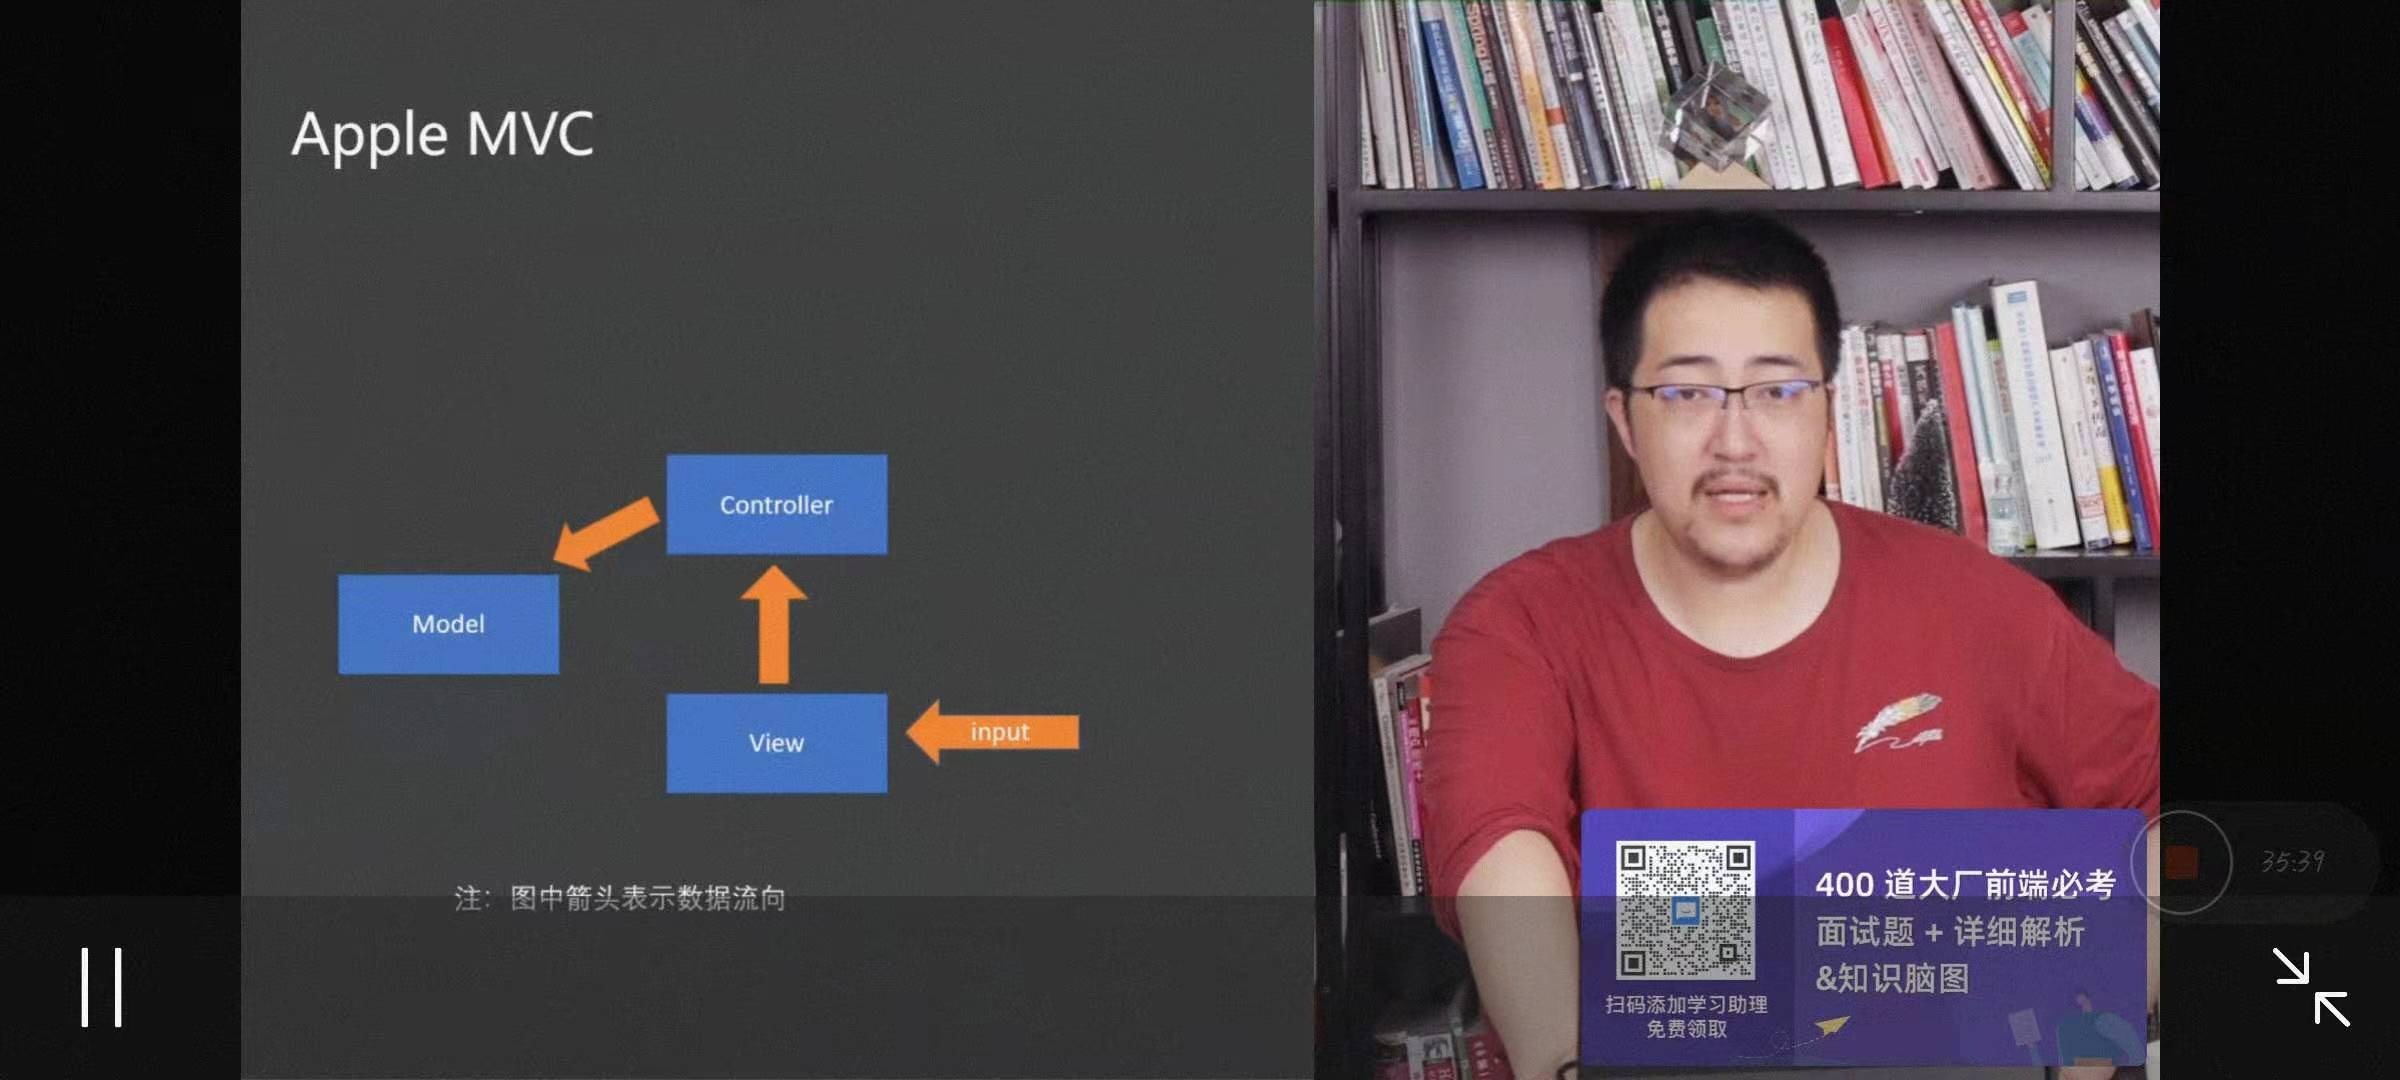 Apple MVC
Controller
Model
View
input
注：图中箭头表示数据流向
400 道大厂前端必考
面试题 + 详细解析
&知识脑图
扫码添加学习助理
免费领取
35:39